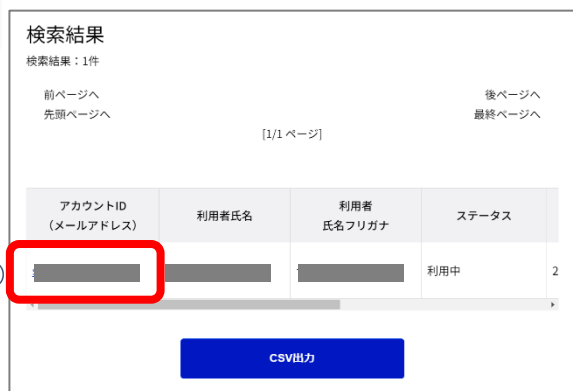 検索結果
検索結果：1件
前ページへ 後ページへ
先頭ページへ 最終ページへ
[1/1 ページ]
アカウントID
（メールアドレス）
利用者氏名
利用者
氏名フリガナ
ステータス
)
利用中
2
CSV出力